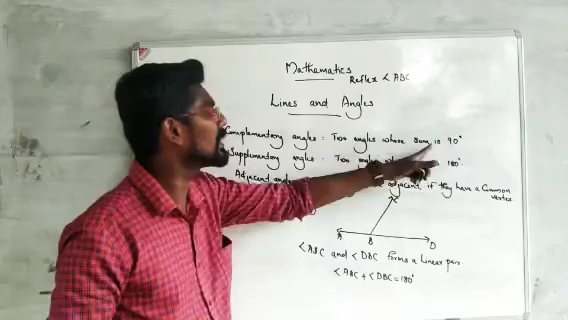 Mathematics
Reflex < ABC
Lines and Angles
Complementary angles : Two angles whose sum is 90°
Supplementary angles : Two angles 180°
Adjacent adjacent if they have a Common
vertex
A B D
<ABC and <DBC forms a Linear pair
<ABC + <DBC = 180°